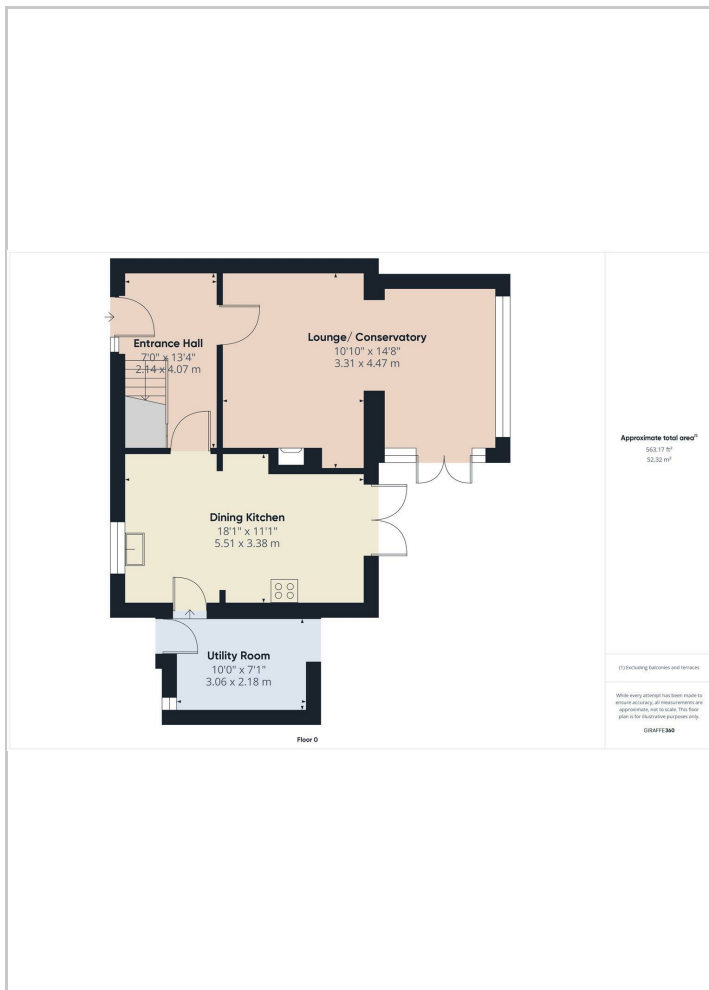 Entrance Hall
7'0" x 13'4"
2.14 x 4.07 m
Lounge/ Conservatory
10'10" x 14'8"
3.31 x 4.47 m
Dining Kitchen
18'1" x 11'1"
5.51 x 3.38 m
Utility Room
10'0" x 7'1"
3.06 x 2.18 m
Floor 0
Approximate total area⁽¹⁾
563.17 ft²
52.32 m²
(1) Excluding balconies and terraces
While every attempt has been made to
ensure accuracy, all measurements are
approximate, not to scale. This floor
plan is for illustrative purposes only.
GIRAFFE360